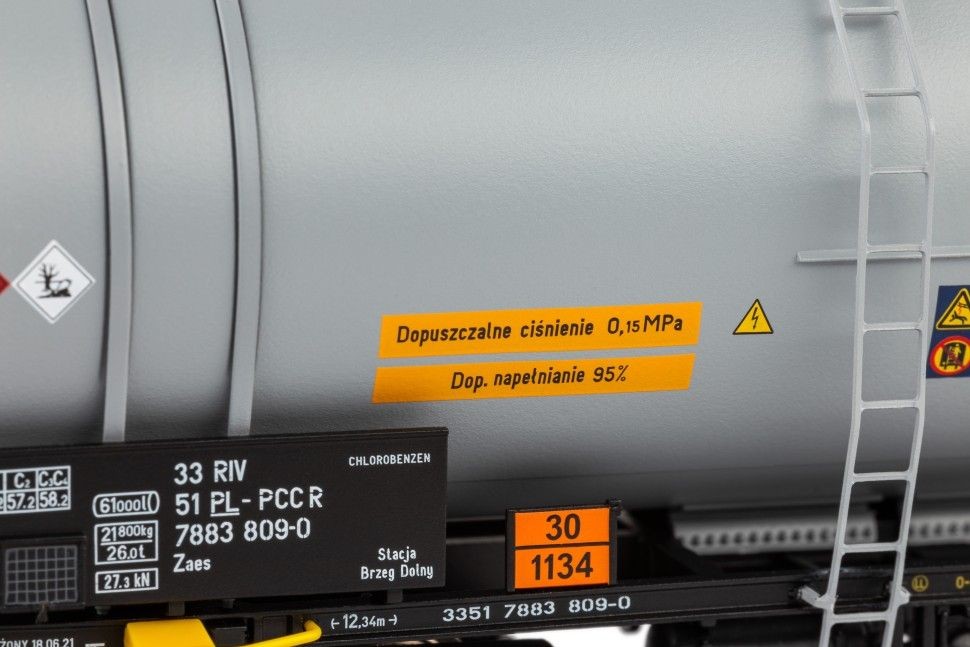 Dopuszczalne ciśnienie 0,15 MPa
Dop. napełnianie 95%
CHLOROBENZEN
C₂ C₃C₄
57.2 58.2
61000l
21800kg
26.0t
27.3 kN
33 RIV
51 PL - PCC R
7883 809-0
Zaes
Stacja
Brzeg Dolny
30
1134
←12,34m→
3351 7883 809-0
18.06.21